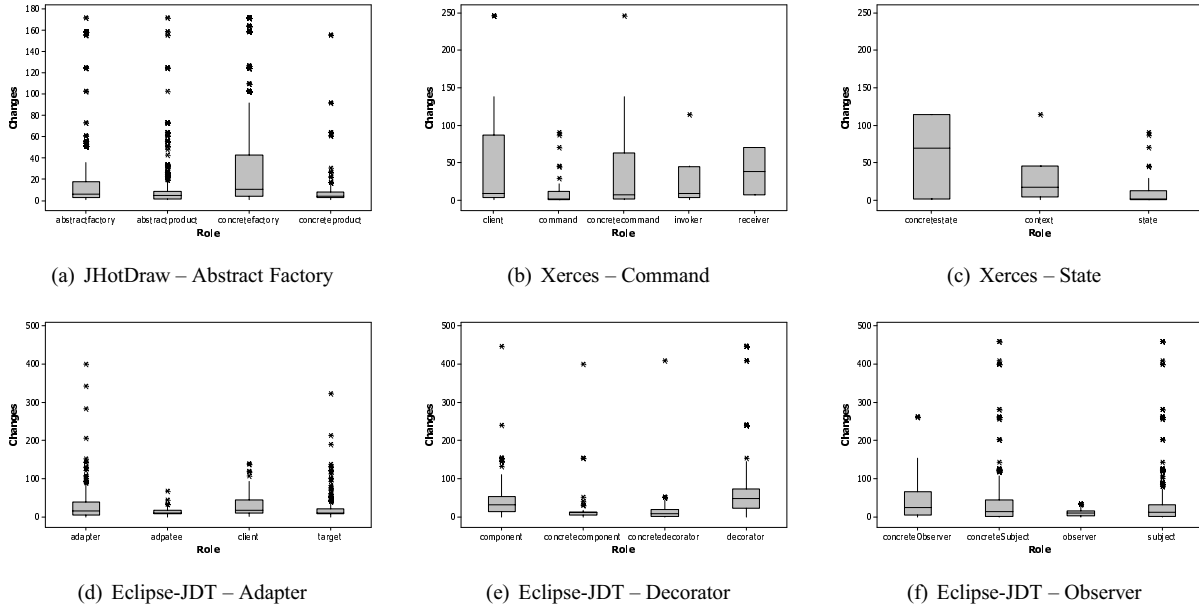 180
160
140
120
100
80
60
40
20
0
Changes
abstractfactory abstractproduct concretefactory concreteproduct
Role
(a) JHotDraw – Abstract Factory
250
200
150
100
50
0
Changes
client command concretecommand invoker receiver
Role
(b) Xerces – Command
250
200
150
100
50
0
Changes
concretestate context state
Role
(c) Xerces – State
500
400
300
200
100
0
Changes
adapter adpatee client target
Role
(d) Eclipse-JDT – Adapter
500
400
300
200
100
0
Changes
component concretecomponent concretedecorator decorator
Role
(e) Eclipse-JDT – Decorator
500
400
300
200
100
0
Changes
concreteObserver concreteSubject observer subject
Role
(f) Eclipse-JDT – Observer